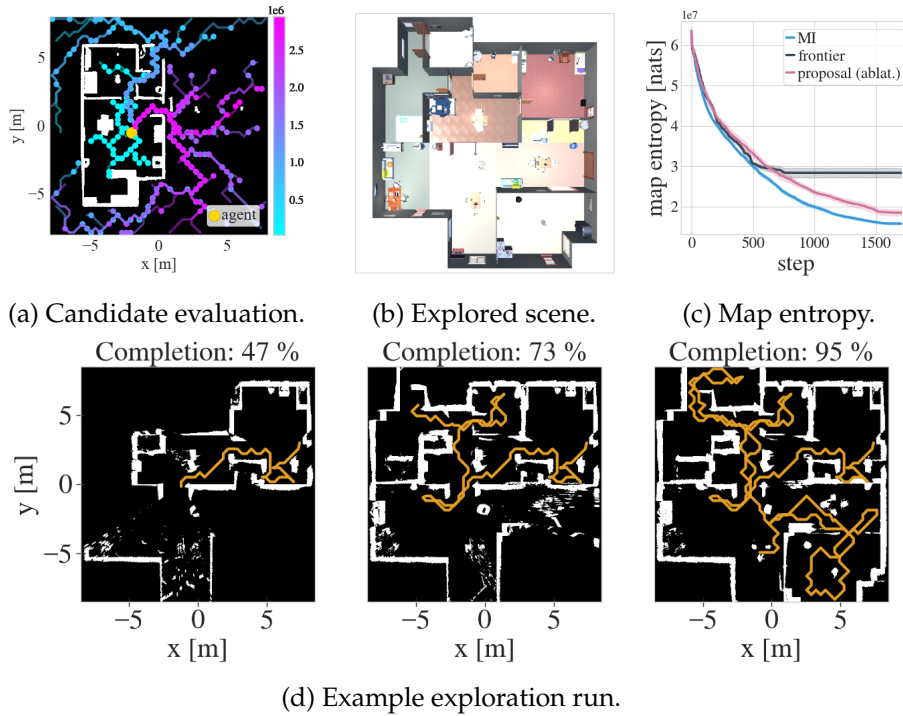 1e6
3.0
2.5
2.0
1.5
1.0
0.5
5
0
−5
y [m]
−5
0
5
x [m]
agent
(a) Candidate evaluation.
(b) Explored scene.
1e7
6
5
4
3
2
map entropy [nats]
0
500
1000
1500
step
MI
frontier
proposal (ablat.)
(c) Map entropy.
Completion: 47 %
Completion: 73 %
Completion: 95 %
5
0
−5
y [m]
−5
0
5
x [m]
−5
0
5
x [m]
−5
0
5
x [m]
(d) Example exploration run.